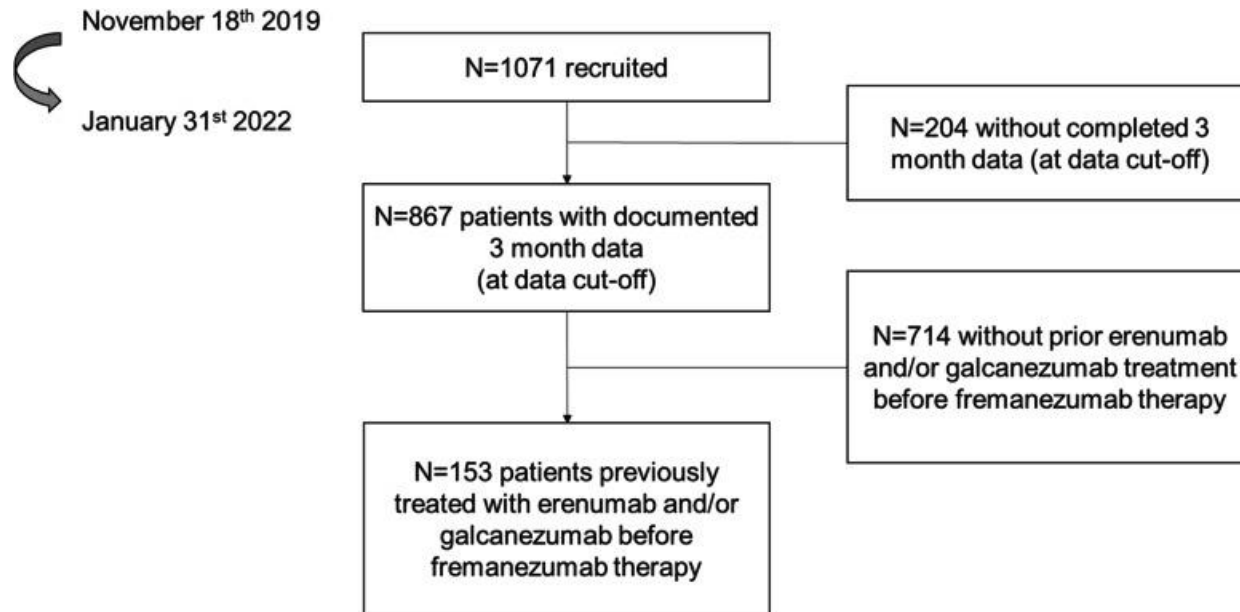 November 18th 2019
January 31st 2022
N=1071 recruited
N=204 without completed 3
month data (at data cut-off)
N=867 patients with documented
3 month data
(at data cut-off)
N=714 without prior erenumab
and/or galcanezumab treatment
before fremanezumab therapy
N=153 patients previously
treated with erenumab and/or
galcanezumab before
fremanezumab therapy